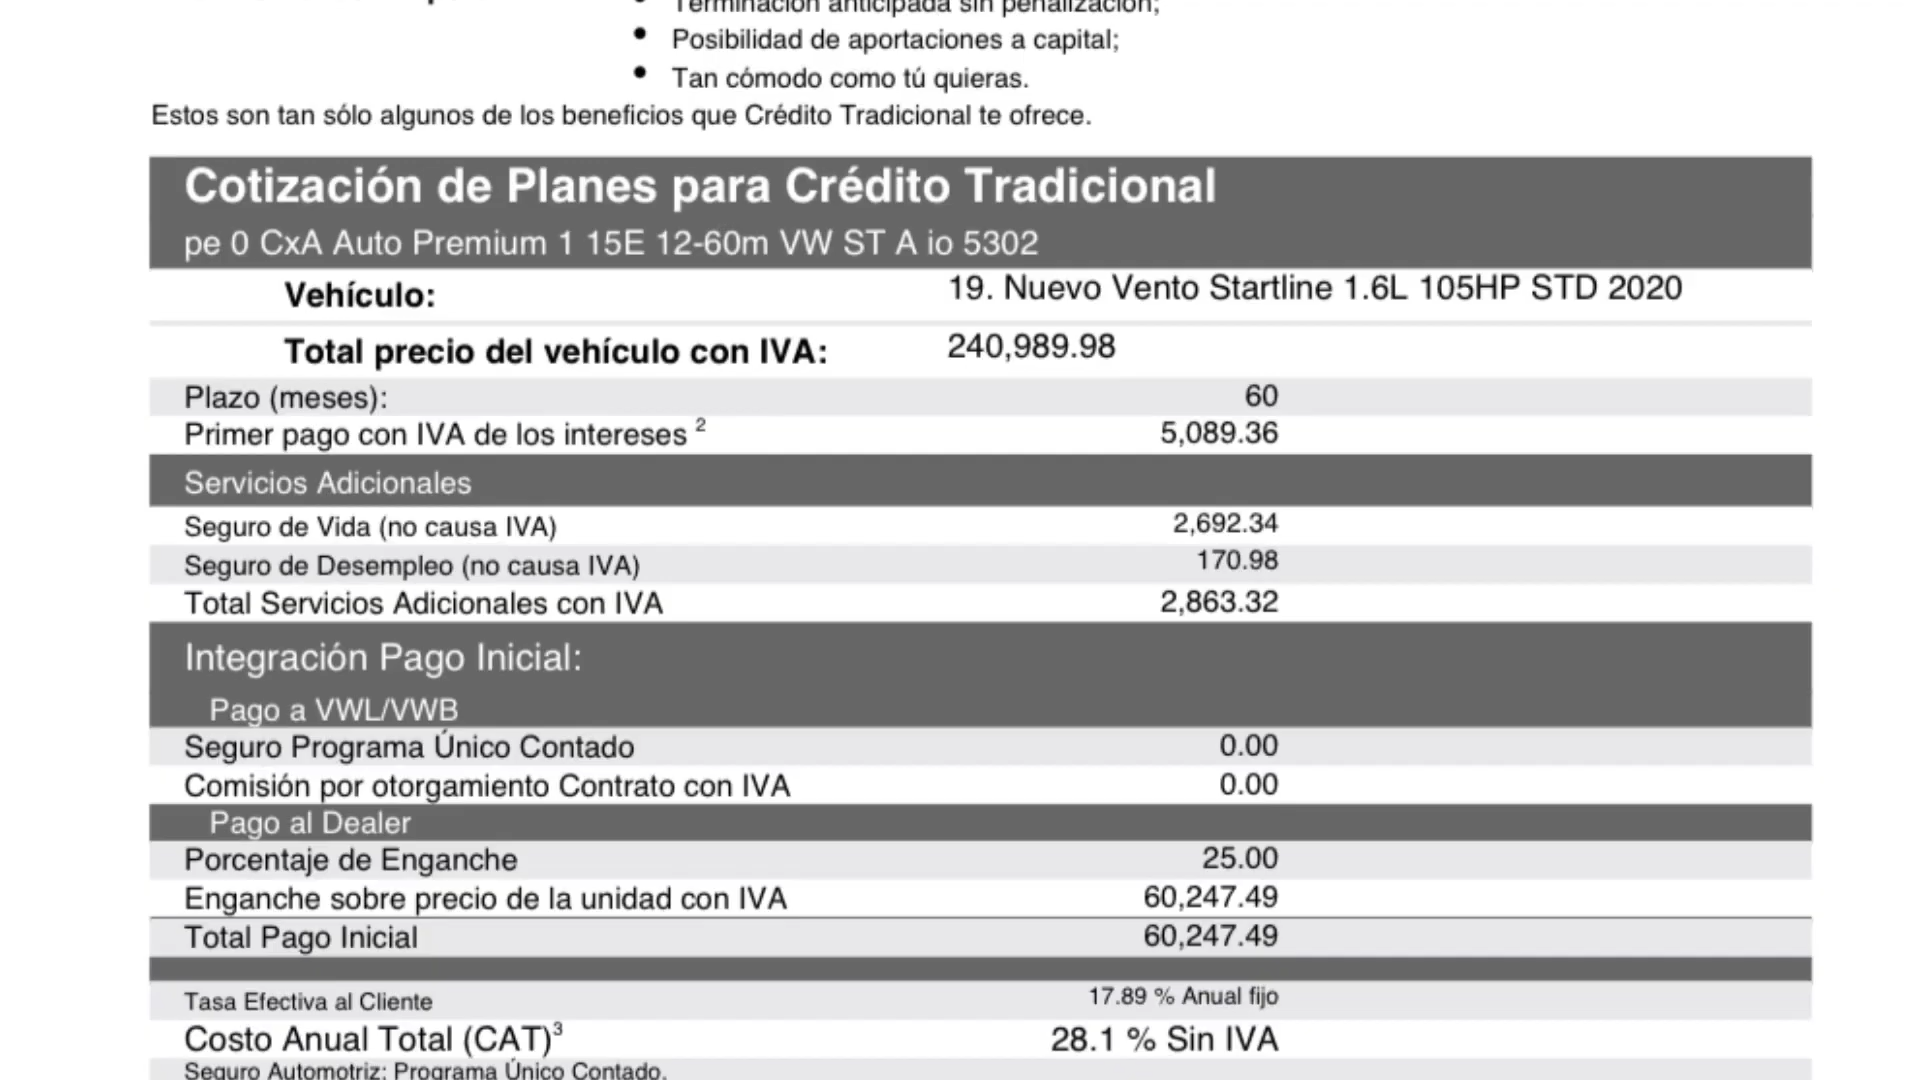 Terminación anticipada sin penalización;
Posibilidad de aportaciones a capital;
Tan cómodo como tú quieras.
Estos son tan sólo algunos de los beneficios que Crédito Tradicional te ofrece.
Cotización de Planes para Crédito Tradicional
pe 0 CxA Auto Premium 1 15E 12-60m VW ST A io 5302
Vehículo: 19. Nuevo Vento Startline 1.6L 105HP STD 2020
Total precio del vehículo con IVA: 240,989.98
Plazo (meses): 60
Primer pago con IVA de los intereses 2 5,089.36
Servicios Adicionales
Seguro de Vida (no causa IVA) 2,692.34
Seguro de Desempleo (no causa IVA) 170.98
Total Servicios Adicionales con IVA 2,863.32
Integración Pago Inicial:
Pago a VWL/VWB
Seguro Programa Único Contado 0.00
Comisión por otorgamiento Contrato con IVA 0.00
Pago al Dealer
Porcentaje de Enganche 25.00
Enganche sobre precio de la unidad con IVA 60,247.49
Total Pago Inicial 60,247.49
Tasa Efectiva al Cliente 17.89 % Anual fijo
Costo Anual Total (CAT)3 28.1 % Sin IVA
Seguro Automotriz: Programa Único Contado.